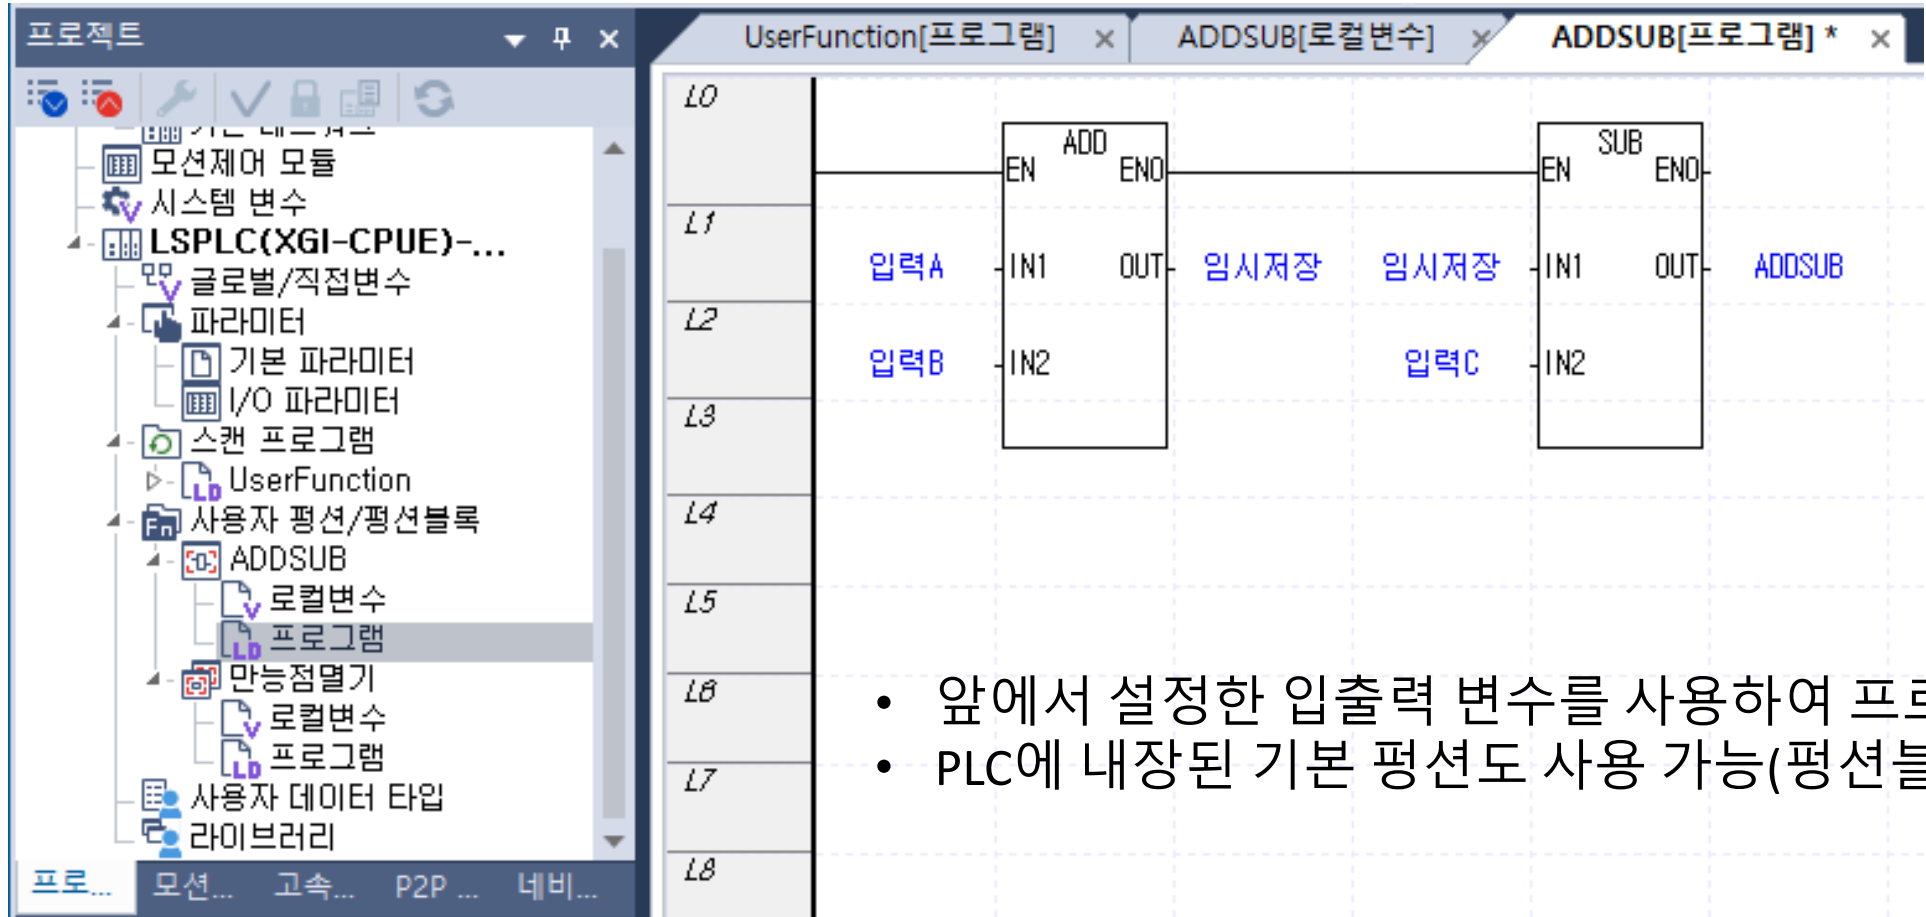 프로젝트
모션제어 모듈
시스템 변수
LSPLC(XGI-CPUE)-...
글로벌/직접변수
파라미터
기본 파라미터
I/O 파라미터
스캔 프로그램
UserFunction
사용자 펑션/펑션블록
ADDSUB
로컬변수
프로그램
만능점멸기
로컬변수
프로그램
사용자 데이터 타입
라이브러리
프로... 모션... 고속... P2P ... 네비...
UserFunction[프로그램] ADDSUB[로컬변수] ADDSUB[프로그램] *
L0
ADD SUB
EN ENO EN ENO
L1
입력A IN1 OUT 임시저장 임시저장 IN1 OUT ADDSUB
L2
입력B IN2 입력C IN2
L3
L4
L5
L6
• 앞에서 설정한 입출력 변수를 사용하여
• PLC에 내장된 기본 펑션도 사용 가능(펑션블
L7
L8